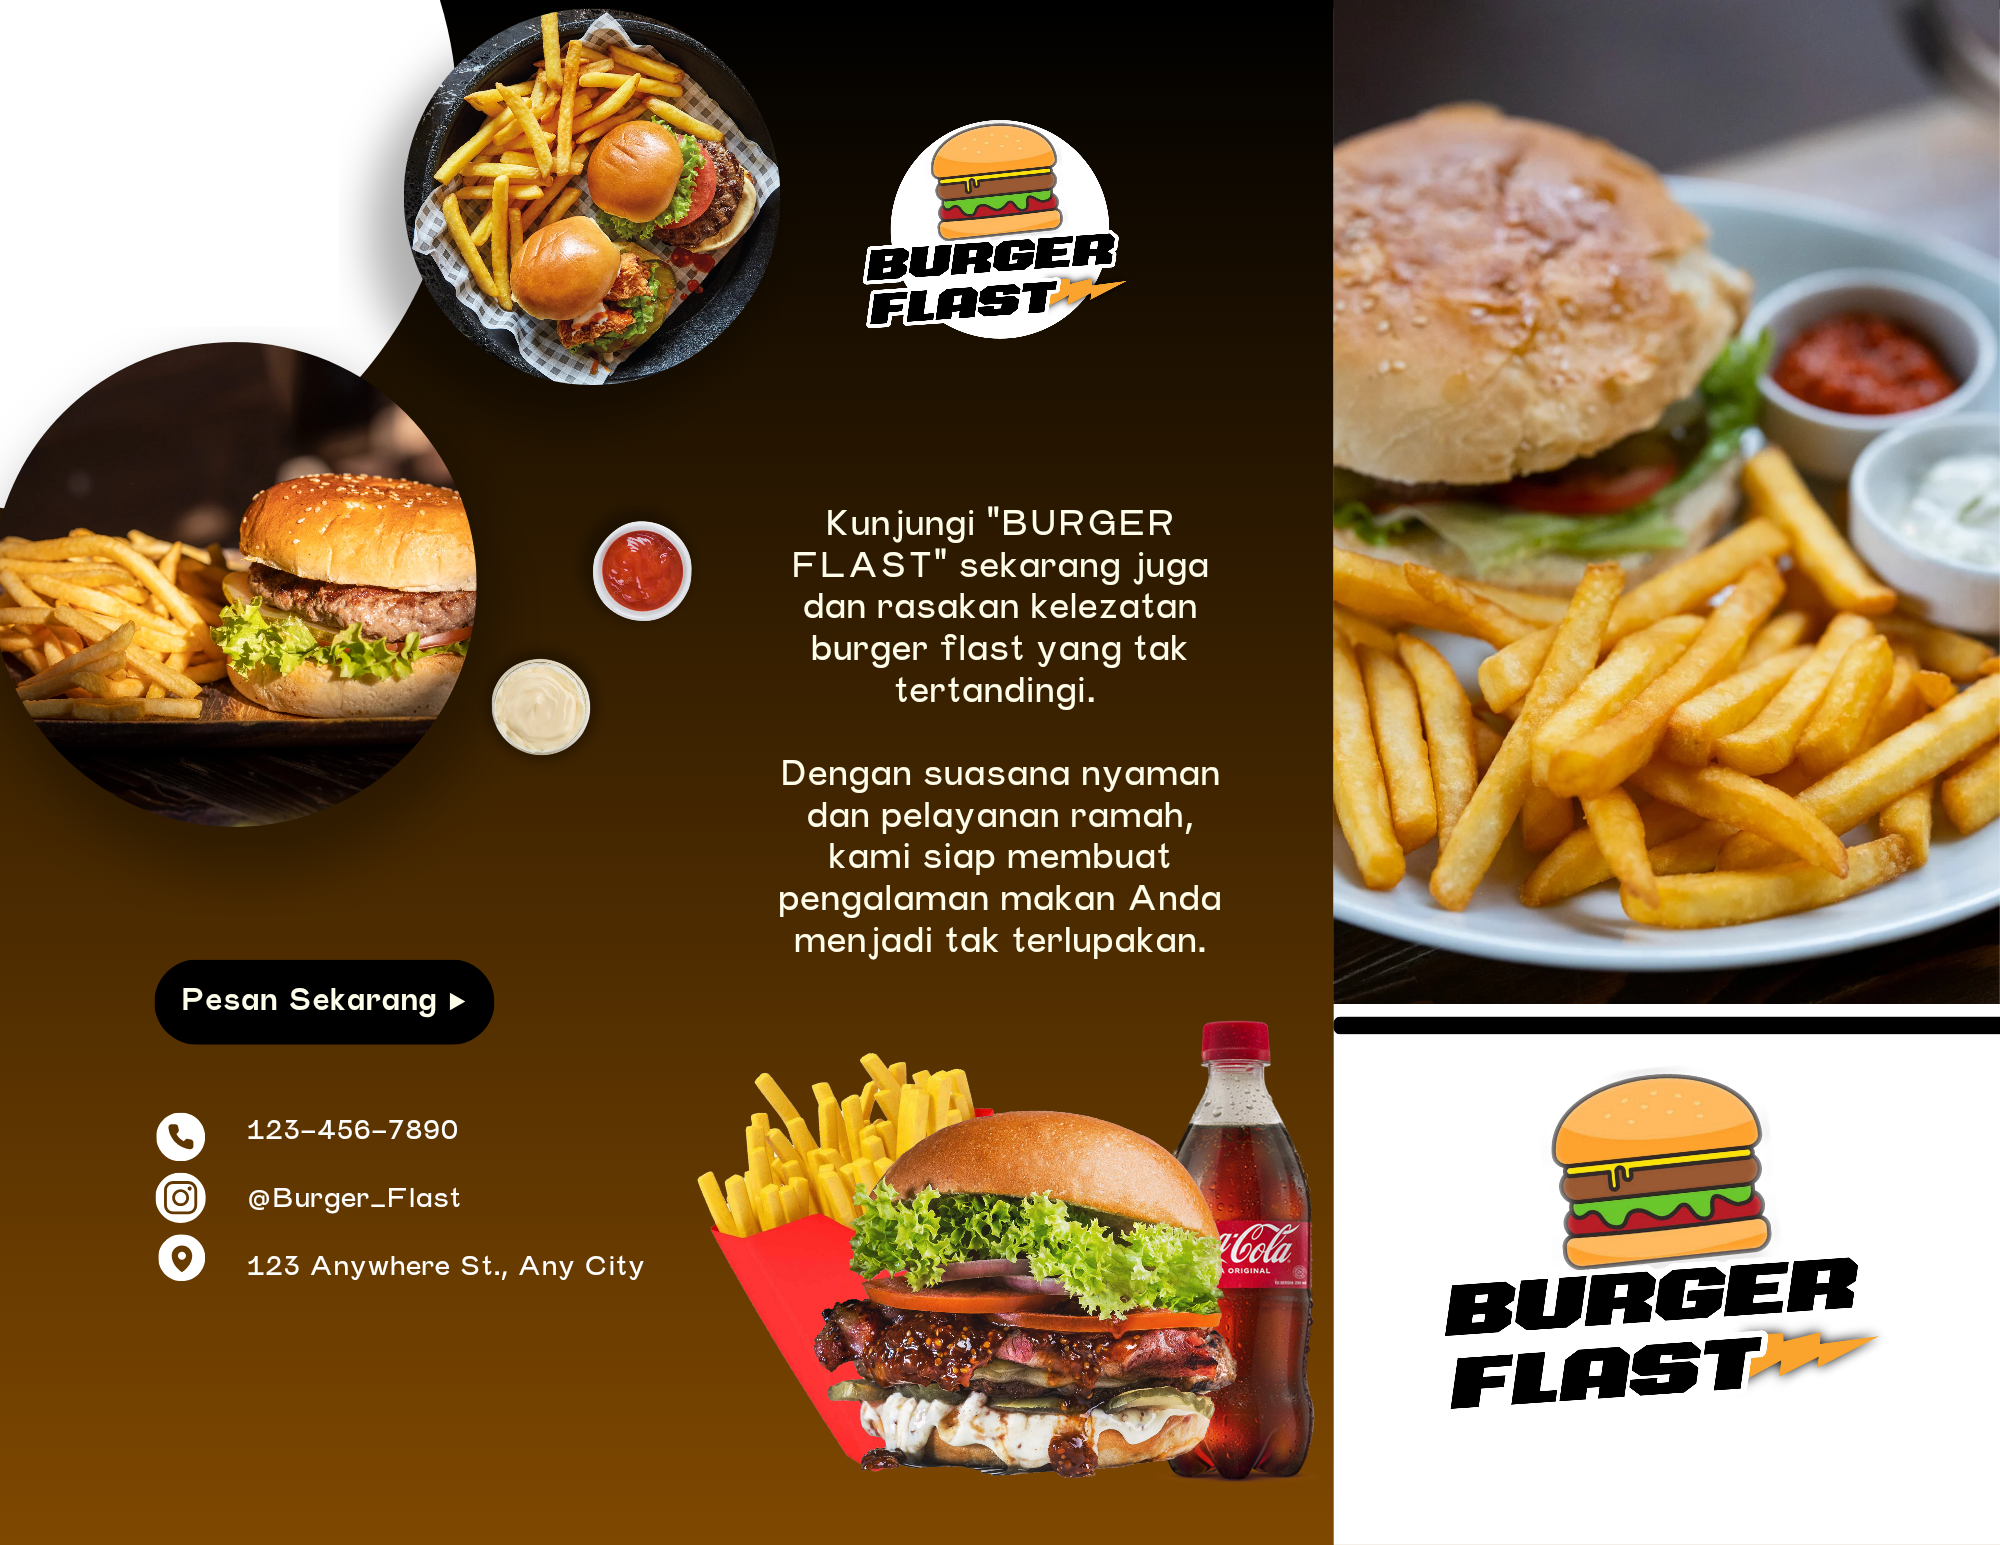 BURGER
FLAST
Kunjungi "BURGER
FLAST" sekarang juga
dan rasakan kelezatan
burger flast yang tak
tertandingi.
Dengan suasana nyaman
dan pelayanan ramah,
kami siap membuat
pengalaman makan Anda
menjadi tak terlupakan.
Pesan Sekarang
123-456-7890
@Burger_Flast
123 Anywhere St., Any City
a-Cola
ORIGINAL
BURGER
FLAST